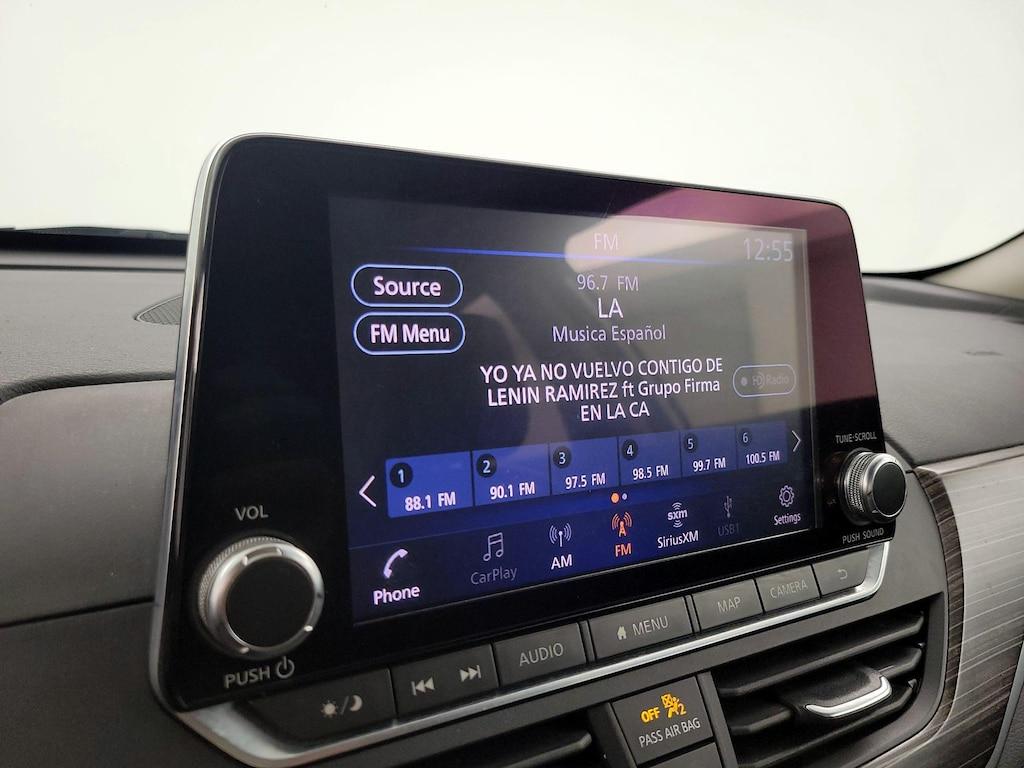 FM
12:55
Source
96.7 FM
LA
FM Menu
Musica Español
YO YA NO VUELVO CONTIGO DE
LENIN RAMIREZ ft Grupo Firma
EN LA CA
HD Radio
1 2 3 4 5 6
88.1 FM 90.1 FM 97.5 FM 98.5 FM 99.7 FM 100.5 FM
Phone CarPlay AM FM sxm SiriusXM USB1 Settings
VOL
PUSH
TUNE·SCROLL
PUSH SOUND
AUDIO MENU MAP CAMERA
OFF 2
PASS AIR BAG